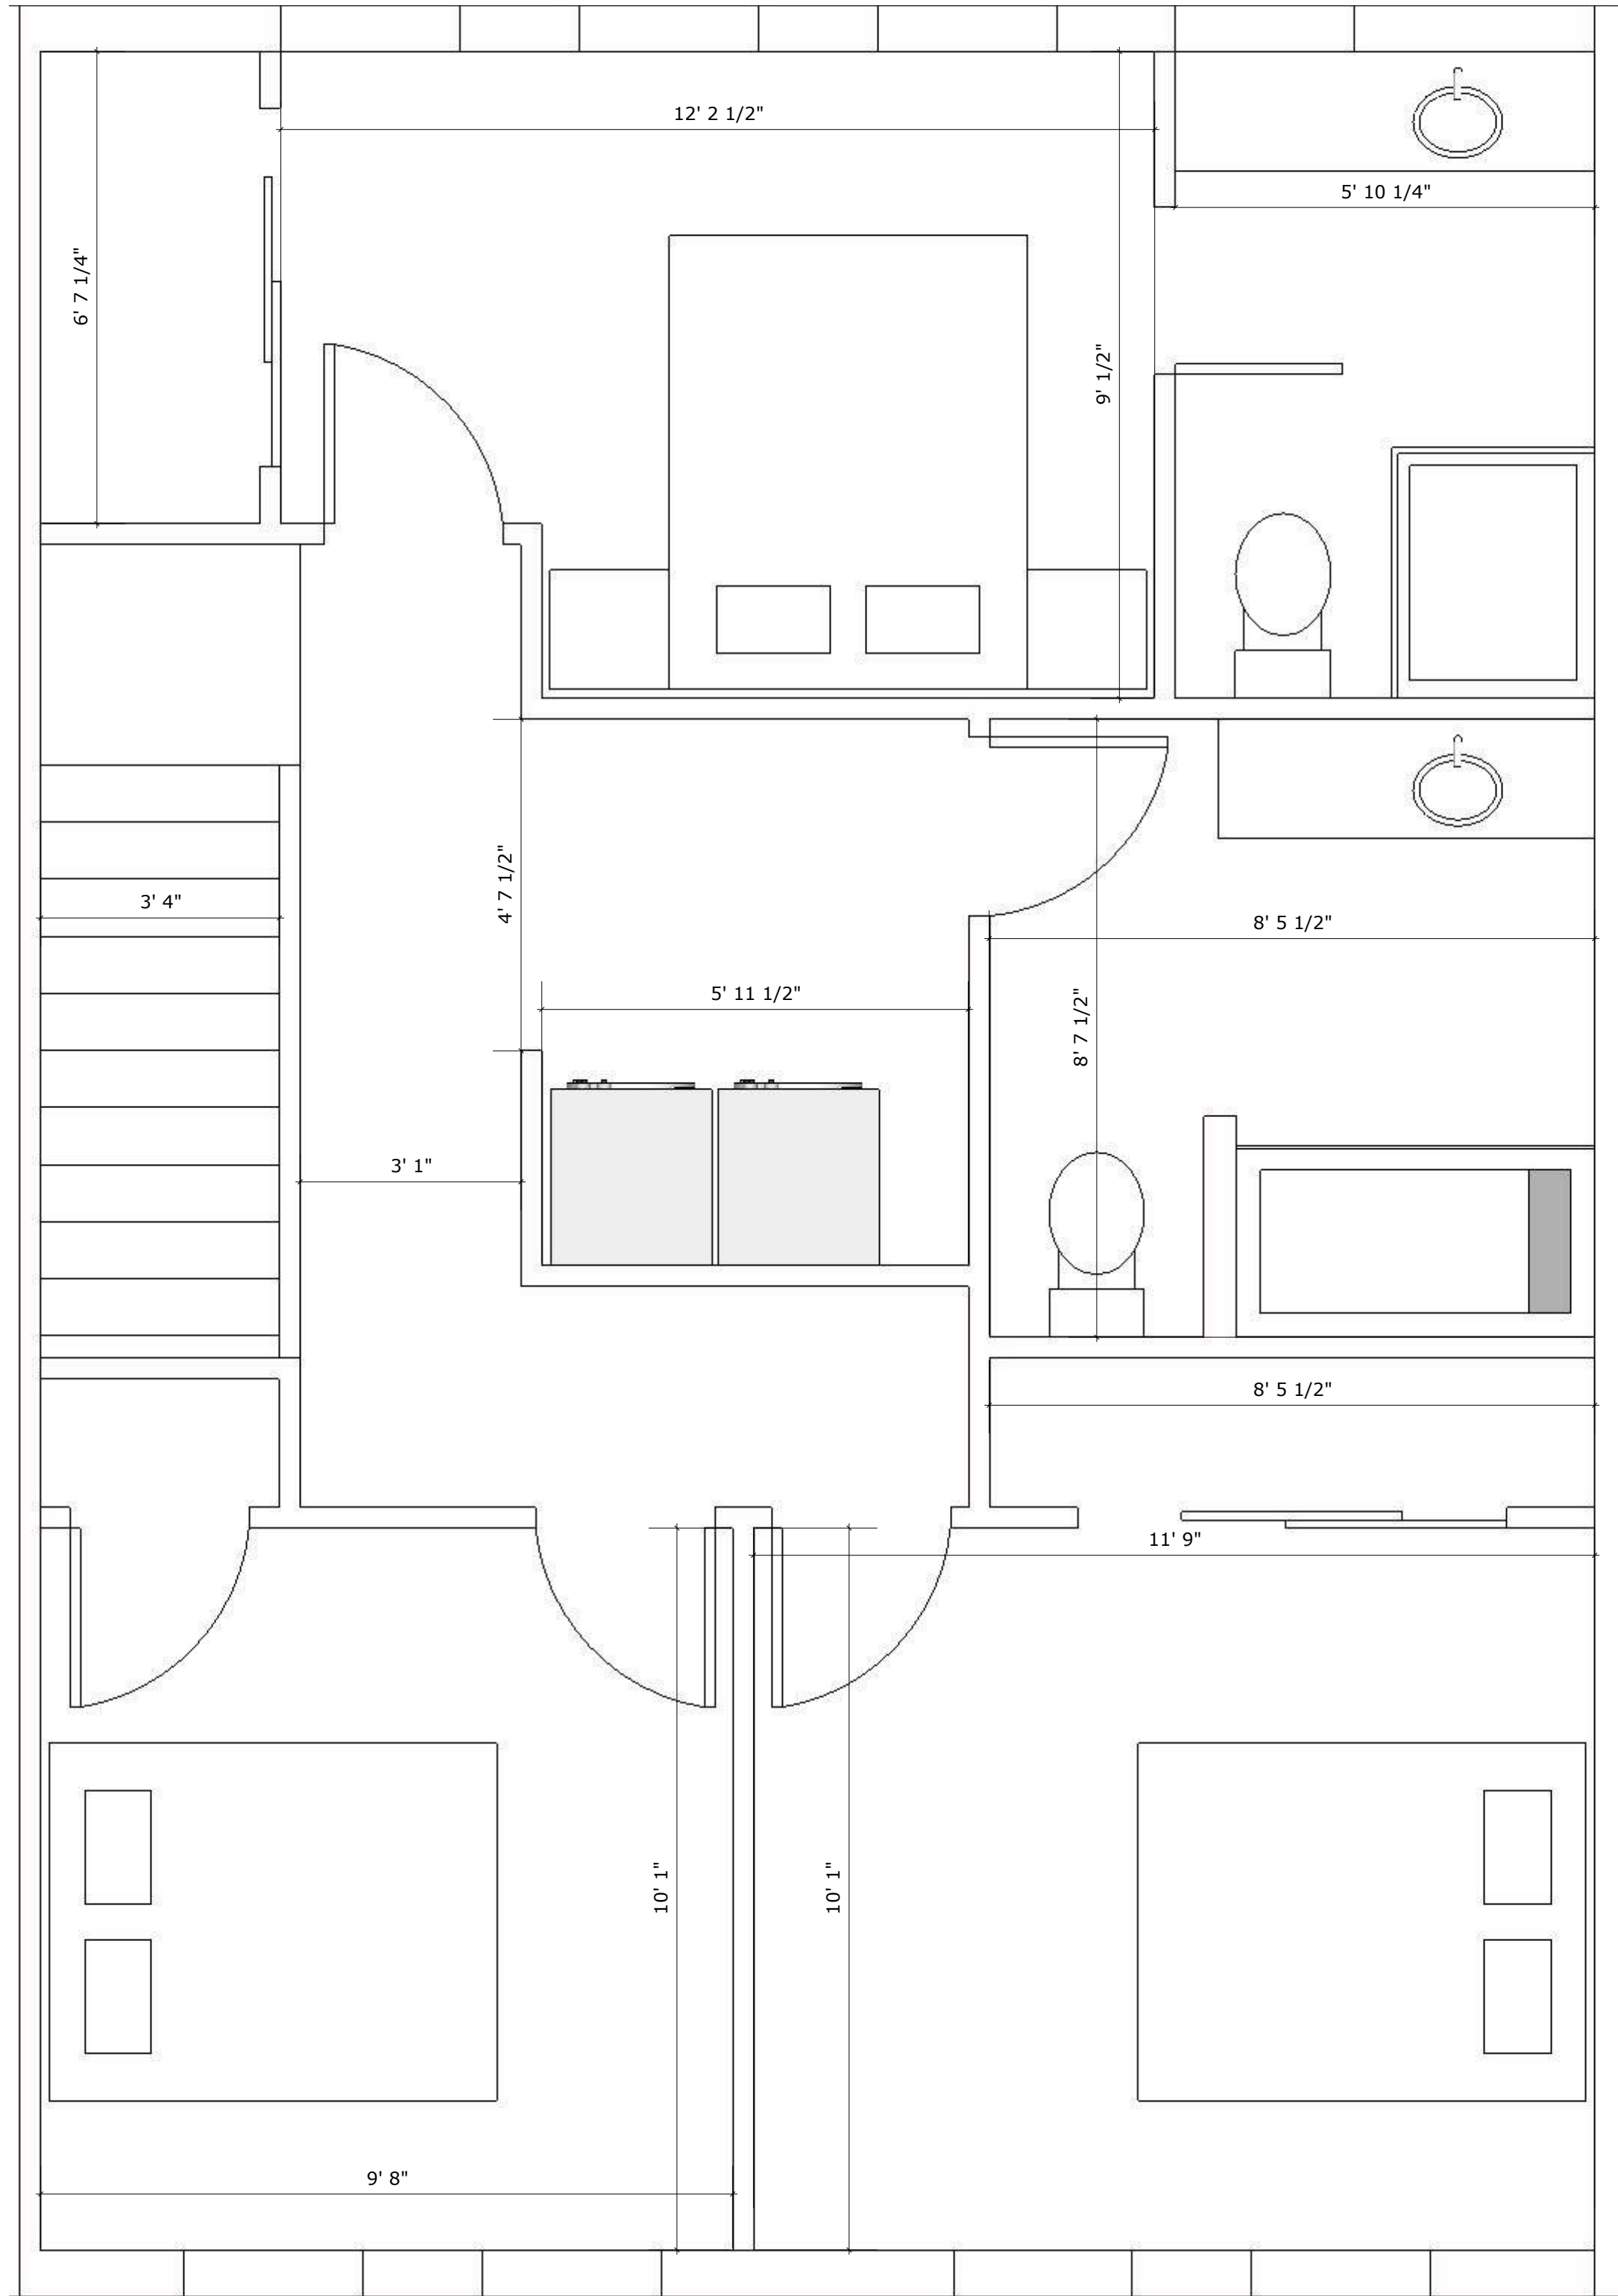 12' 2 1/2"
5' 10 1/4"
6' 7 1/4"
9' 1/2"
4' 7 1/2"
3' 4"
8' 5 1/2"
5' 11 1/2"
8' 7 1/2"
3' 1"
8' 5 1/2"
11' 9"
10' 1"
10' 1"
9' 8"